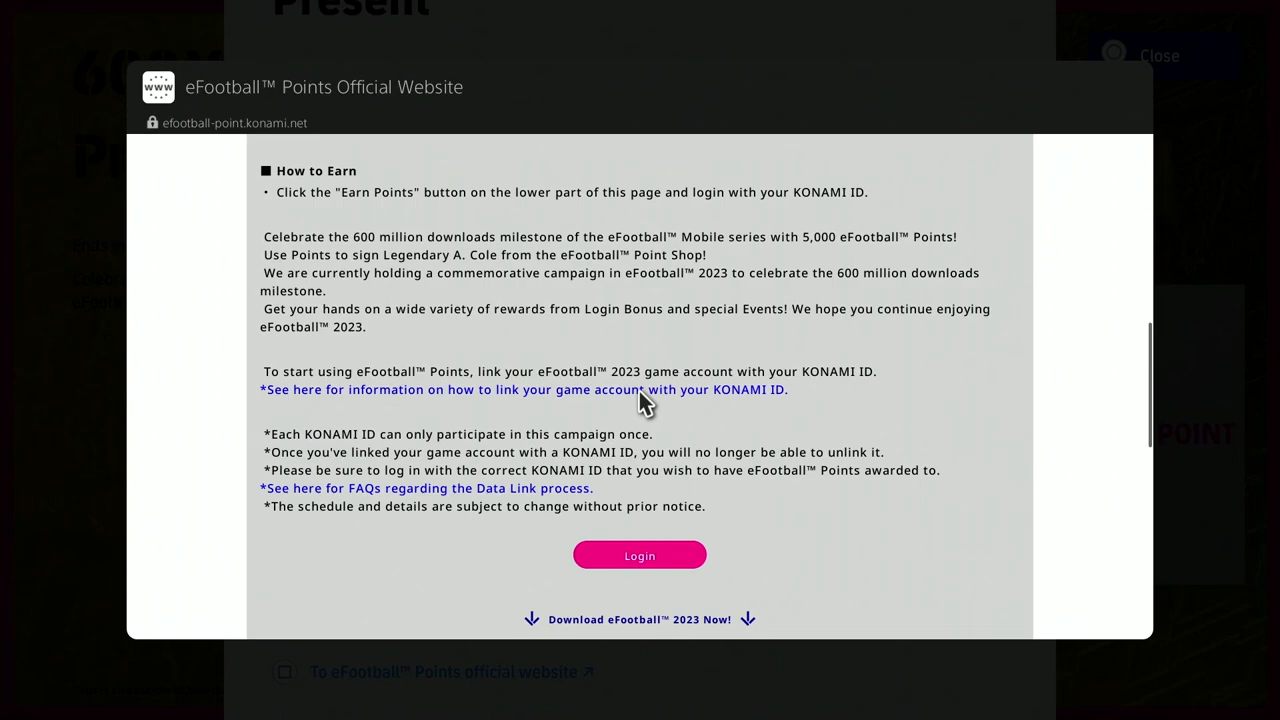 Present
Close
www
eFootball™ Points Official Website
efootball-point.konami.net
■ How to Earn
・ Click the "Earn Points" button on the lower part of this page and login with your KONAMI ID.
Celebrate the 600 million downloads milestone of the eFootball™ Mobile series with 5,000 eFootball™ Points!
Use Points to sign Legendary A. Cole from the eFootball™ Point Shop!
We are currently holding a commemorative campaign in eFootball™ 2023 to celebrate the 600 million downloads
milestone.
Get your hands on a wide variety of rewards from Login Bonus and special Events! We hope you continue enjoying
eFootball™ 2023.
To start using eFootball™ Points, link your eFootball™ 2023 game account with your KONAMI ID.
*See here for information on how to link your game account with your KONAMI ID.
*Each KONAMI ID can only participate in this campaign once.
*Once you've linked your game account with a KONAMI ID, you will no longer be able to unlink it.
*Please be sure to log in with the correct KONAMI ID that you wish to have eFootball™ Points awarded to.
*See here for FAQs regarding the Data Link process.
*The schedule and details are subject to change without prior notice.
Login
Download eFootball™ 2023 Now!
POINT
To eFootball™ Points official website